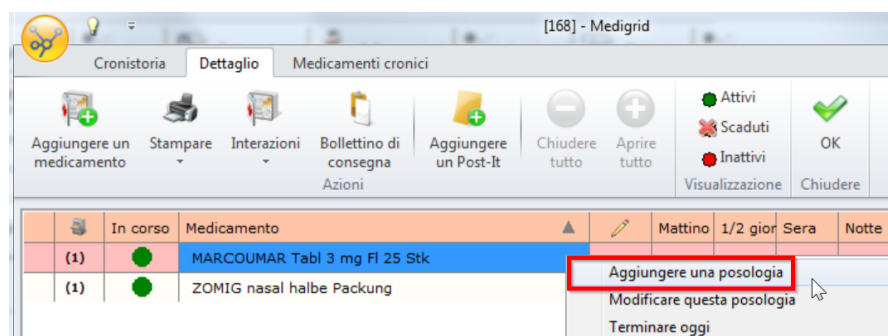 [168] - Medigrid
Cronistoria Dettaglio Medicamenti cronici
Aggiungere un medicamento
Stampare
Interazioni
Bollettino di consegna
Aggiungere un Post-It
Chiudere tutto
Aprire tutto
Attivi
Scaduti
Inattivi
OK
Azioni Visualizzazione Chiudere
In corso Medicamento Mattino 1/2 gior Sera Notte
(1) MARCOUMAR Tabl 3 mg Fl 25 Stk
(1) ZOMIG nasal halbe Packung
Aggiungere una posologia
Modificare questa posologia
Terminare oggi